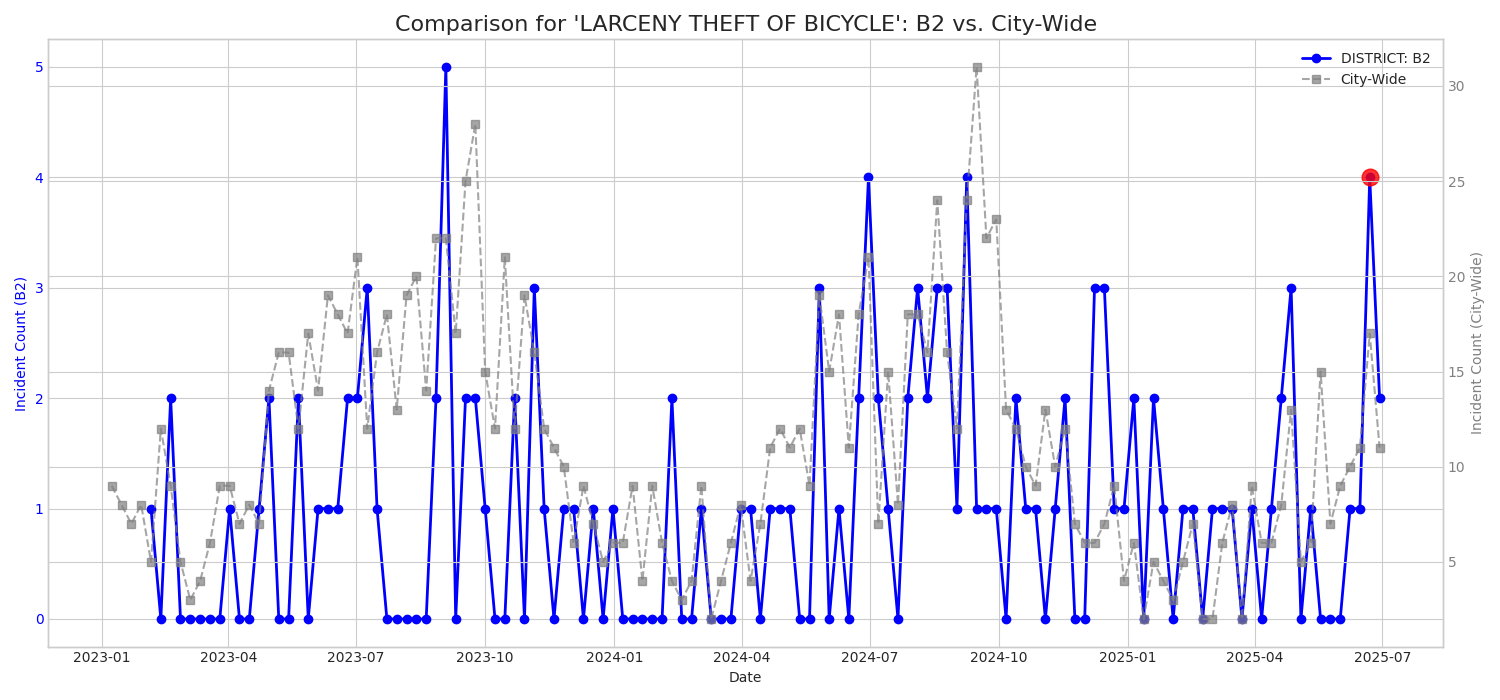 Comparison for 'LARCENY THEFT OF BICYCLE': B2 vs. City-Wide
DISTRICT: B2
City-Wide
Incident Count (B2)
5
4
3
2
1
0
30
25
20
15
10
5
Incident Count (City-Wide)
2023-01 2023-04 2023-07 2023-10 2024-01 2024-04 2024-07 2024-10 2025-01 2025-04 2025-07
Date